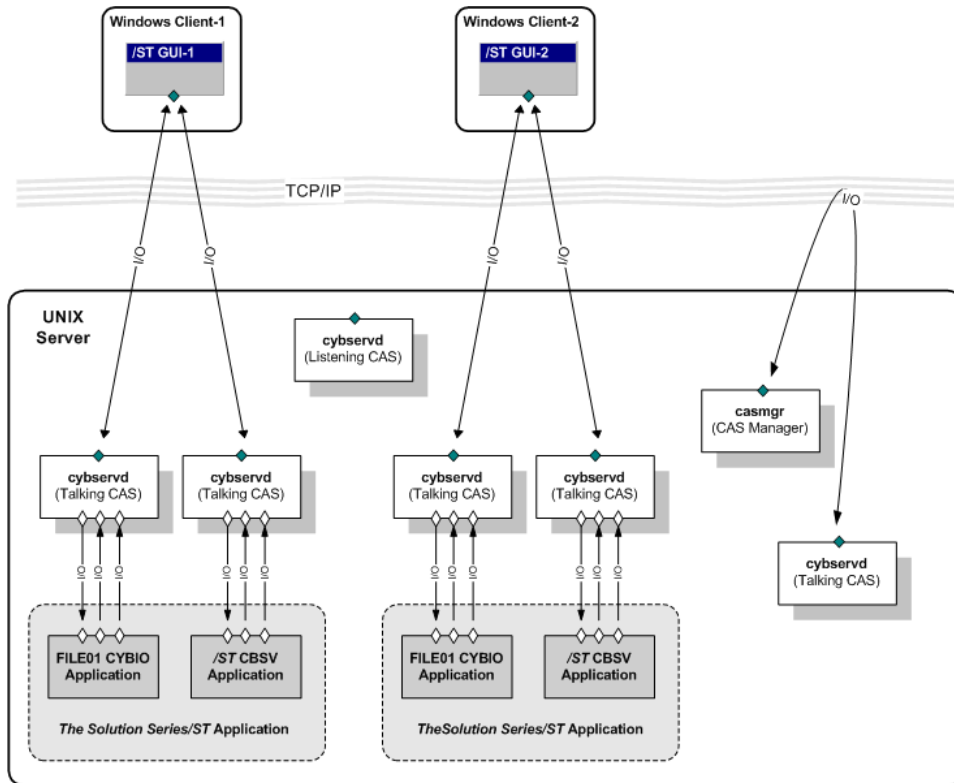 Windows Client-1
/ST GUI-1
Windows Client-2
/ST GUI-2
TCP/IP
I/O
I/O
I/O
I/O
I/O
UNIX
Server
cybservd
(Listening CAS)
casmgr
(CAS Manager)
cybservd
(Talking CAS)
cybservd
(Talking CAS)
cybservd
(Talking CAS)
cybservd
(Talking CAS)
cybservd
(Talking CAS)
I/O
I/O
I/O
I/O
I/O
I/O
I/O
I/O
I/O
I/O
I/O
I/O
FILE01 CYBIO
Application
/ST CBSV
Application
FILE01 CYBIO
Application
/ST CBSV
Application
The Solution Series/ST Application
TheSolution Series/ST Application